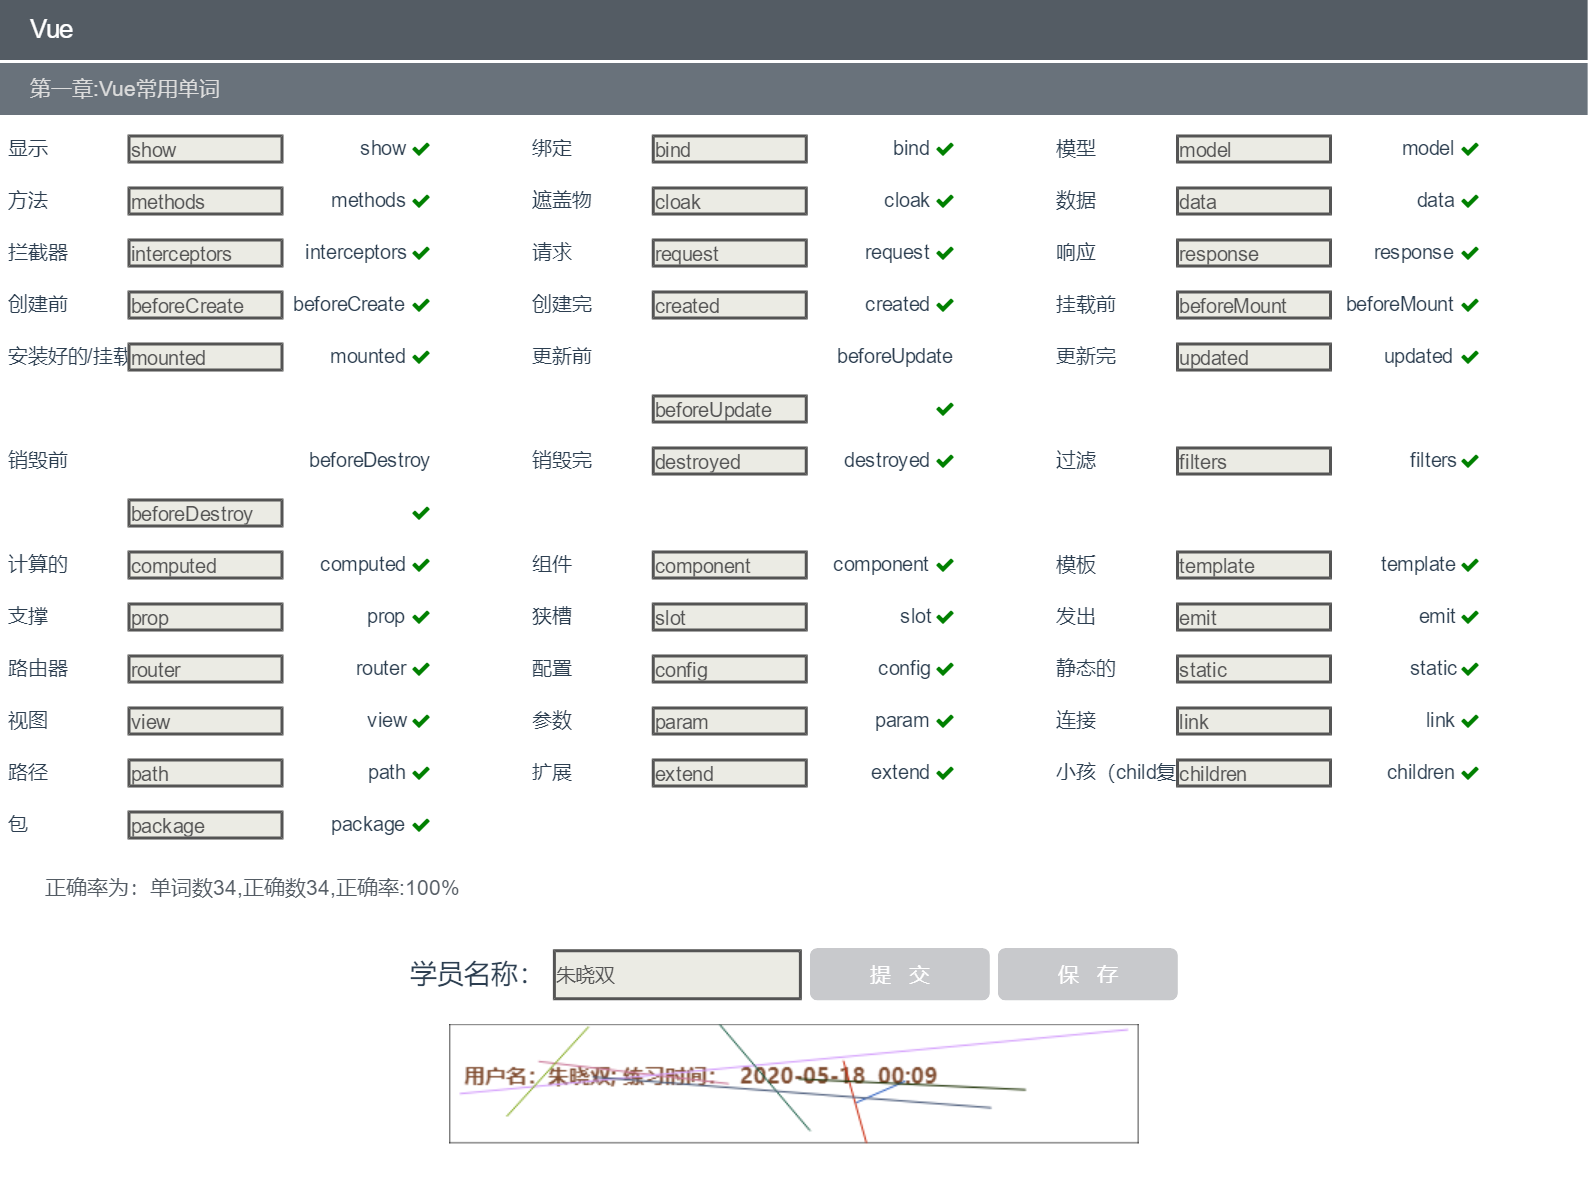 Vue
第一章:Vue常用单词
显示 show show 绑定 bind bind 模型 model model
方法 methods methods 遮盖物 cloak cloak 数据 data data
拦截器 interceptors interceptors 请求 request request 响应 response response
创建前 beforeCreate beforeCreate 创建完 created created 挂载前 beforeMount beforeMount
安装好的/挂载 mounted mounted 更新前 beforeUpdate 更新完 updated updated
beforeUpdate
销毁前 beforeDestroy 销毁完 destroyed destroyed 过滤 filters filters
beforeDestroy
计算的 computed computed 组件 component component 模板 template template
支撑 prop prop 狭槽 slot slot 发出 emit emit
路由器 router router 配置 config config 静态的 static static
视图 view view 参数 param param 连接 link link
路径 path path 扩展 extend extend 小孩（child复 children children
包 package package
正确率为：单词数34,正确数34,正确率:100%
学员名称： 朱晓双 提 交 保 存
用户名：朱晓双; 练习时间： 2020-05-18 00:09